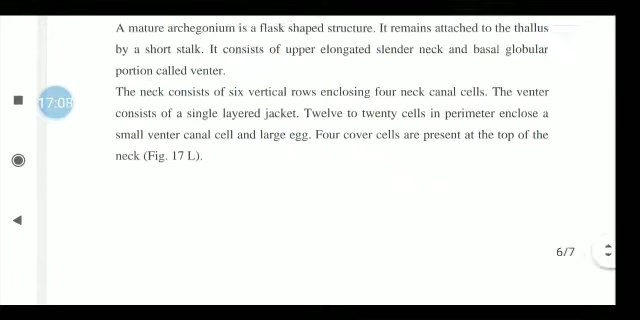 A mature archegonium is a flask shaped structure. It remains attached to the thallus
by a short stalk. It consists of upper elongated slender neck and basal globular
portion called venter.
The neck consists of six vertical rows enclosing four neck canal cells. The venter
consists of a single layered jacket. Twelve to twenty cells in perimeter enclose a
small venter canal cell and large egg. Four cover cells are present at the top of the
neck (Fig. 17 L).
17:08
6/7